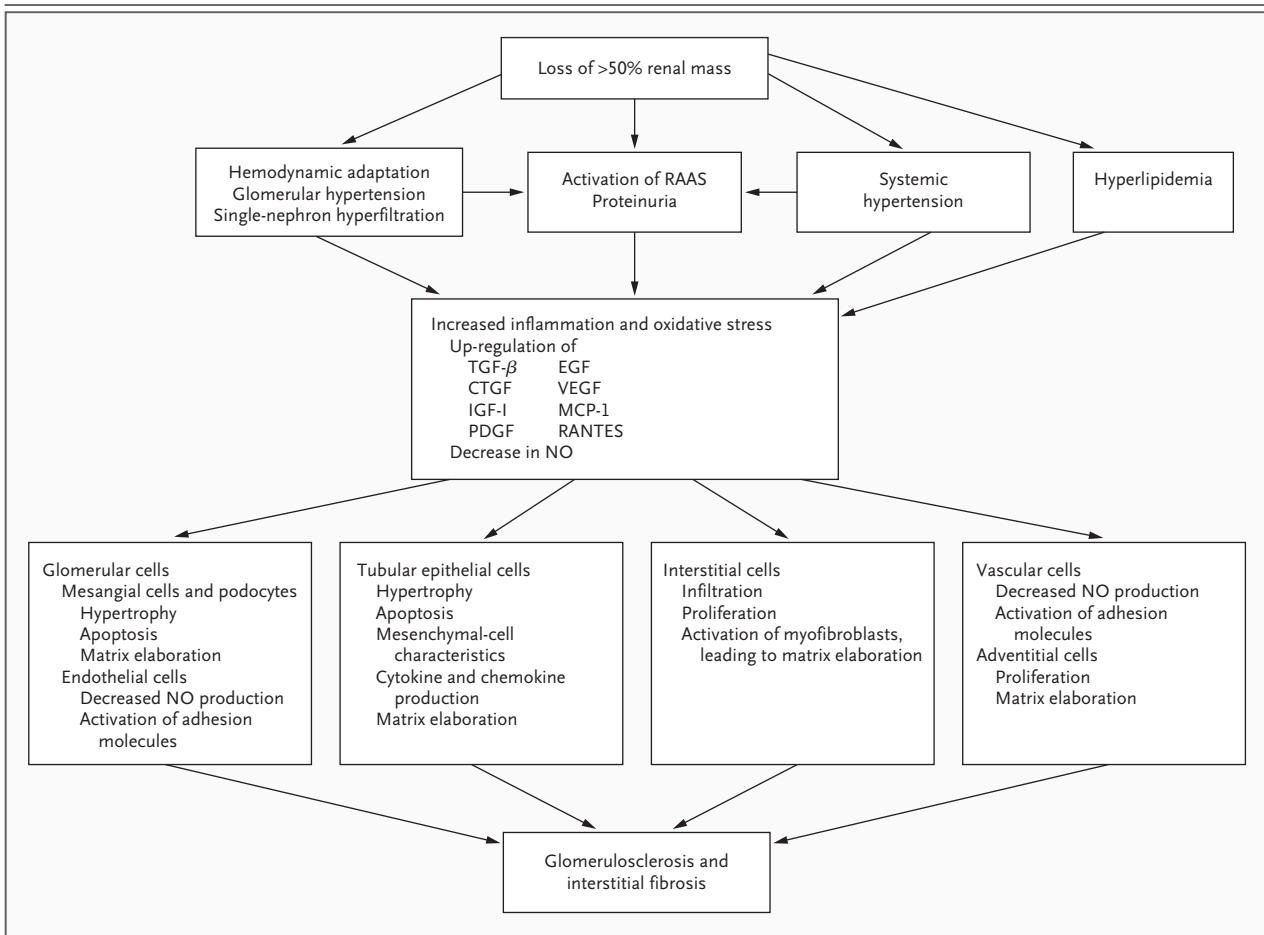 Loss of >50% renal mass
Hemodynamic adaptation
Glomerular hypertension
Single-nephron hyperfiltration
Activation of RAAS
Proteinuria
Systemic
hypertension
Hyperlipidemia
Increased inflammation and oxidative stress
Up-regulation of
TGF-β EGF
CTGF VEGF
IGF-I MCP-1
PDGF RANTES
Decrease in NO
Glomerular cells
Mesangial cells and podocytes
Hypertrophy
Apoptosis
Matrix elaboration
Endothelial cells
Decreased NO production
Activation of adhesion
molecules
Tubular epithelial cells
Hypertrophy
Apoptosis
Mesenchymal-cell
characteristics
Cytokine and chemokine
production
Matrix elaboration
Interstitial cells
Infiltration
Proliferation
Activation of myofibroblasts,
leading to matrix elaboration
Vascular cells
Decreased NO production
Activation of adhesion
molecules
Adventitial cells
Proliferation
Matrix elaboration
Glomerulosclerosis and
interstitial fibrosis